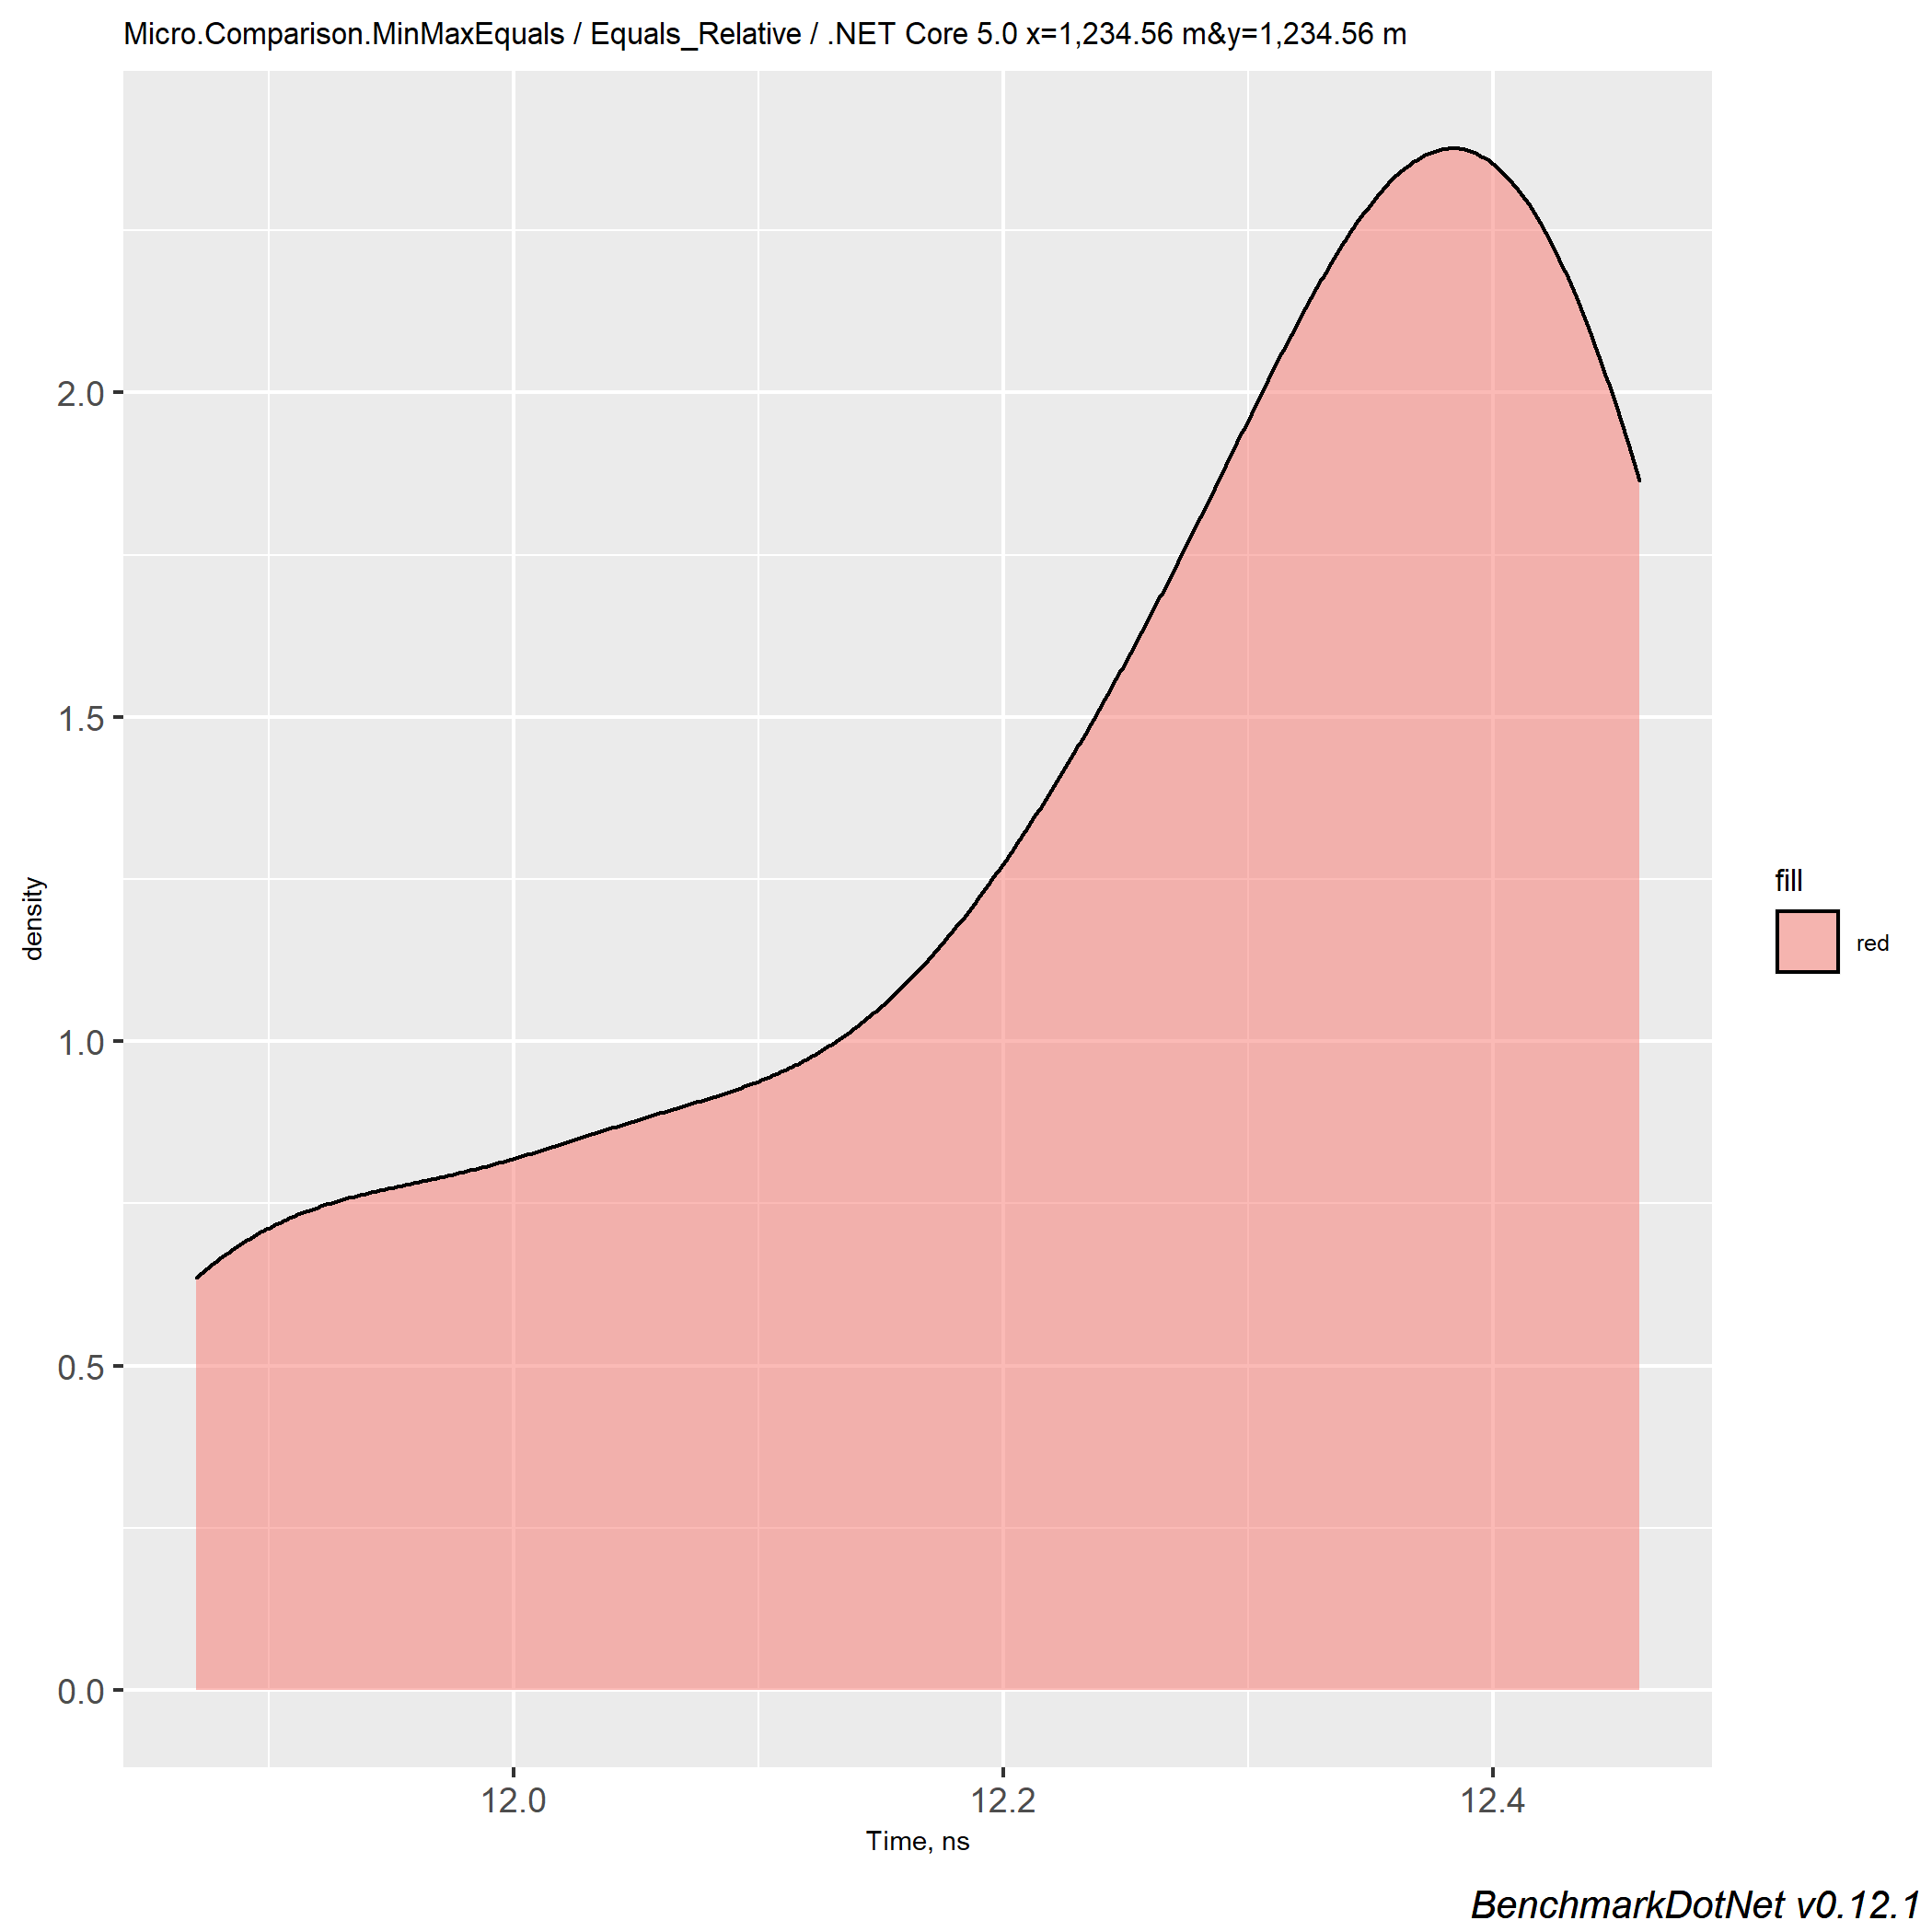 Micro.Comparison.MinMaxEquals / Equals_Relative / .NET Core 5.0 x=1,234.56 m&y=1,234.56 m
density
2.0
1.5
1.0
0.5
0.0
12.0 12.2 12.4
Time, ns
fill
red
BenchmarkDotNet v0.12.1